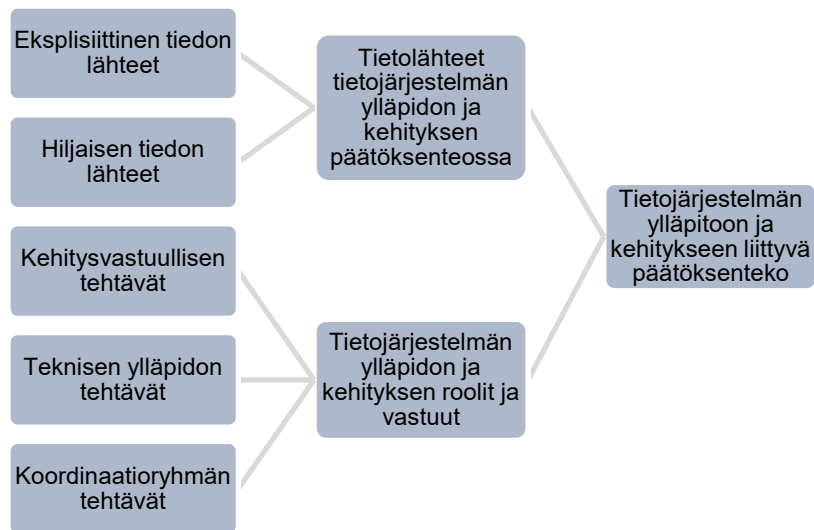 Eksplisiittinen tiedon
lähteet
Hiljaisen tiedon
lähteet
Kehitysvastuullisen
tehtävät
Teknisen ylläpidon
tehtävät
Koordinaatioryhmän
tehtävät
Tietolähteet
tietojärjestelmän
ylläpidon ja
kehityksen
päätöksenteossa
Tietojärjestelmän
ylläpidon ja
kehityksen roolit ja
vastuut
Tietojärjestelmän
ylläpitoon ja
kehitykseen liittyvä
päätöksenteko